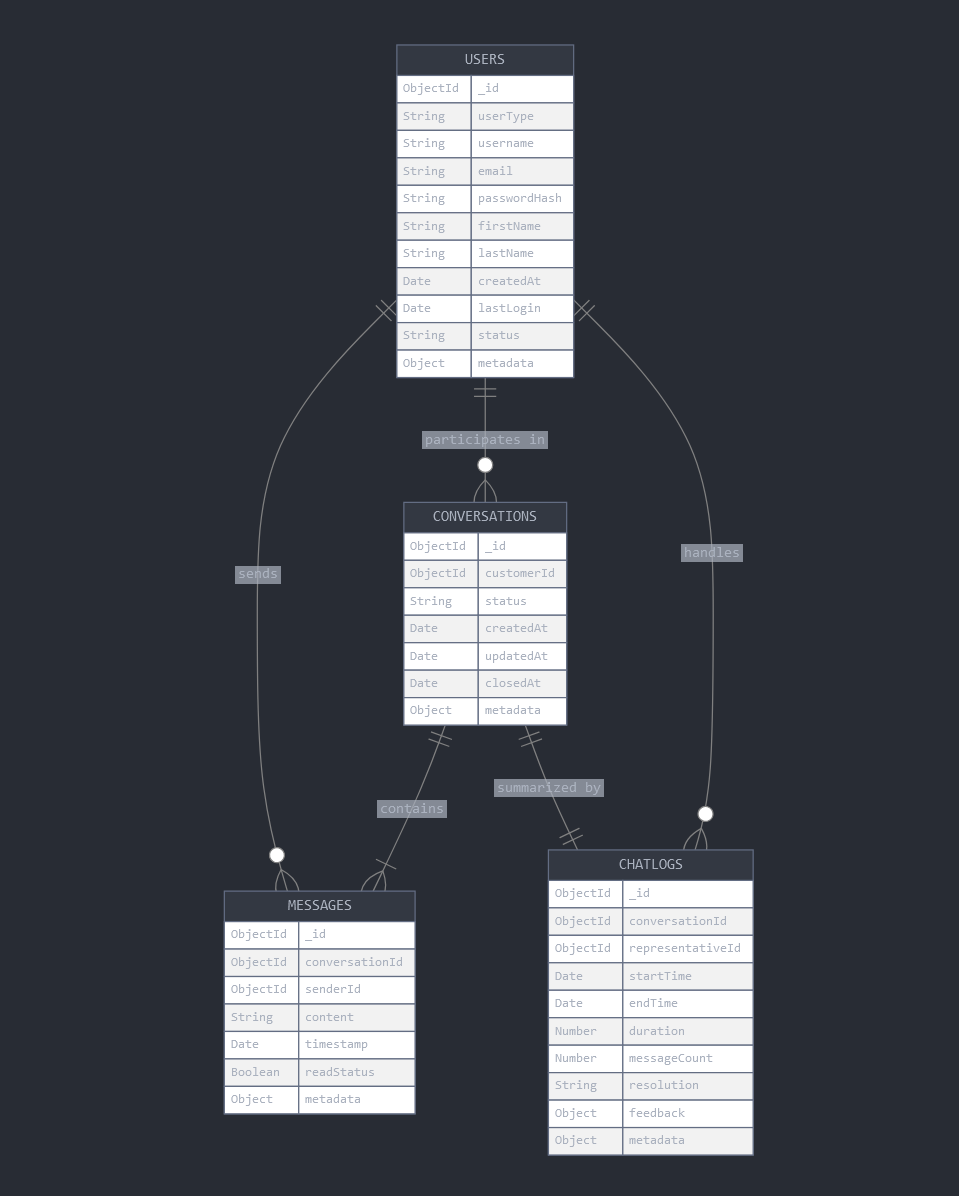 USERS
ObjectId _id
String userType
String username
String email
String passwordHash
String firstName
String lastName
Date createdAt
Date lastLogin
String status
Object metadata
participates in
sends
handles
CONVERSATIONS
ObjectId _id
ObjectId customerId
String status
Date createdAt
Date updatedAt
Date closedAt
Object metadata
contains
summarized by
MESSAGES
ObjectId _id
ObjectId conversationId
ObjectId senderId
String content
Date timestamp
Boolean readStatus
Object metadata
CHATLOGS
ObjectId _id
ObjectId conversationId
ObjectId representativeId
Date startTime
Date endTime
Number duration
Number messageCount
String resolution
Object feedback
Object metadata